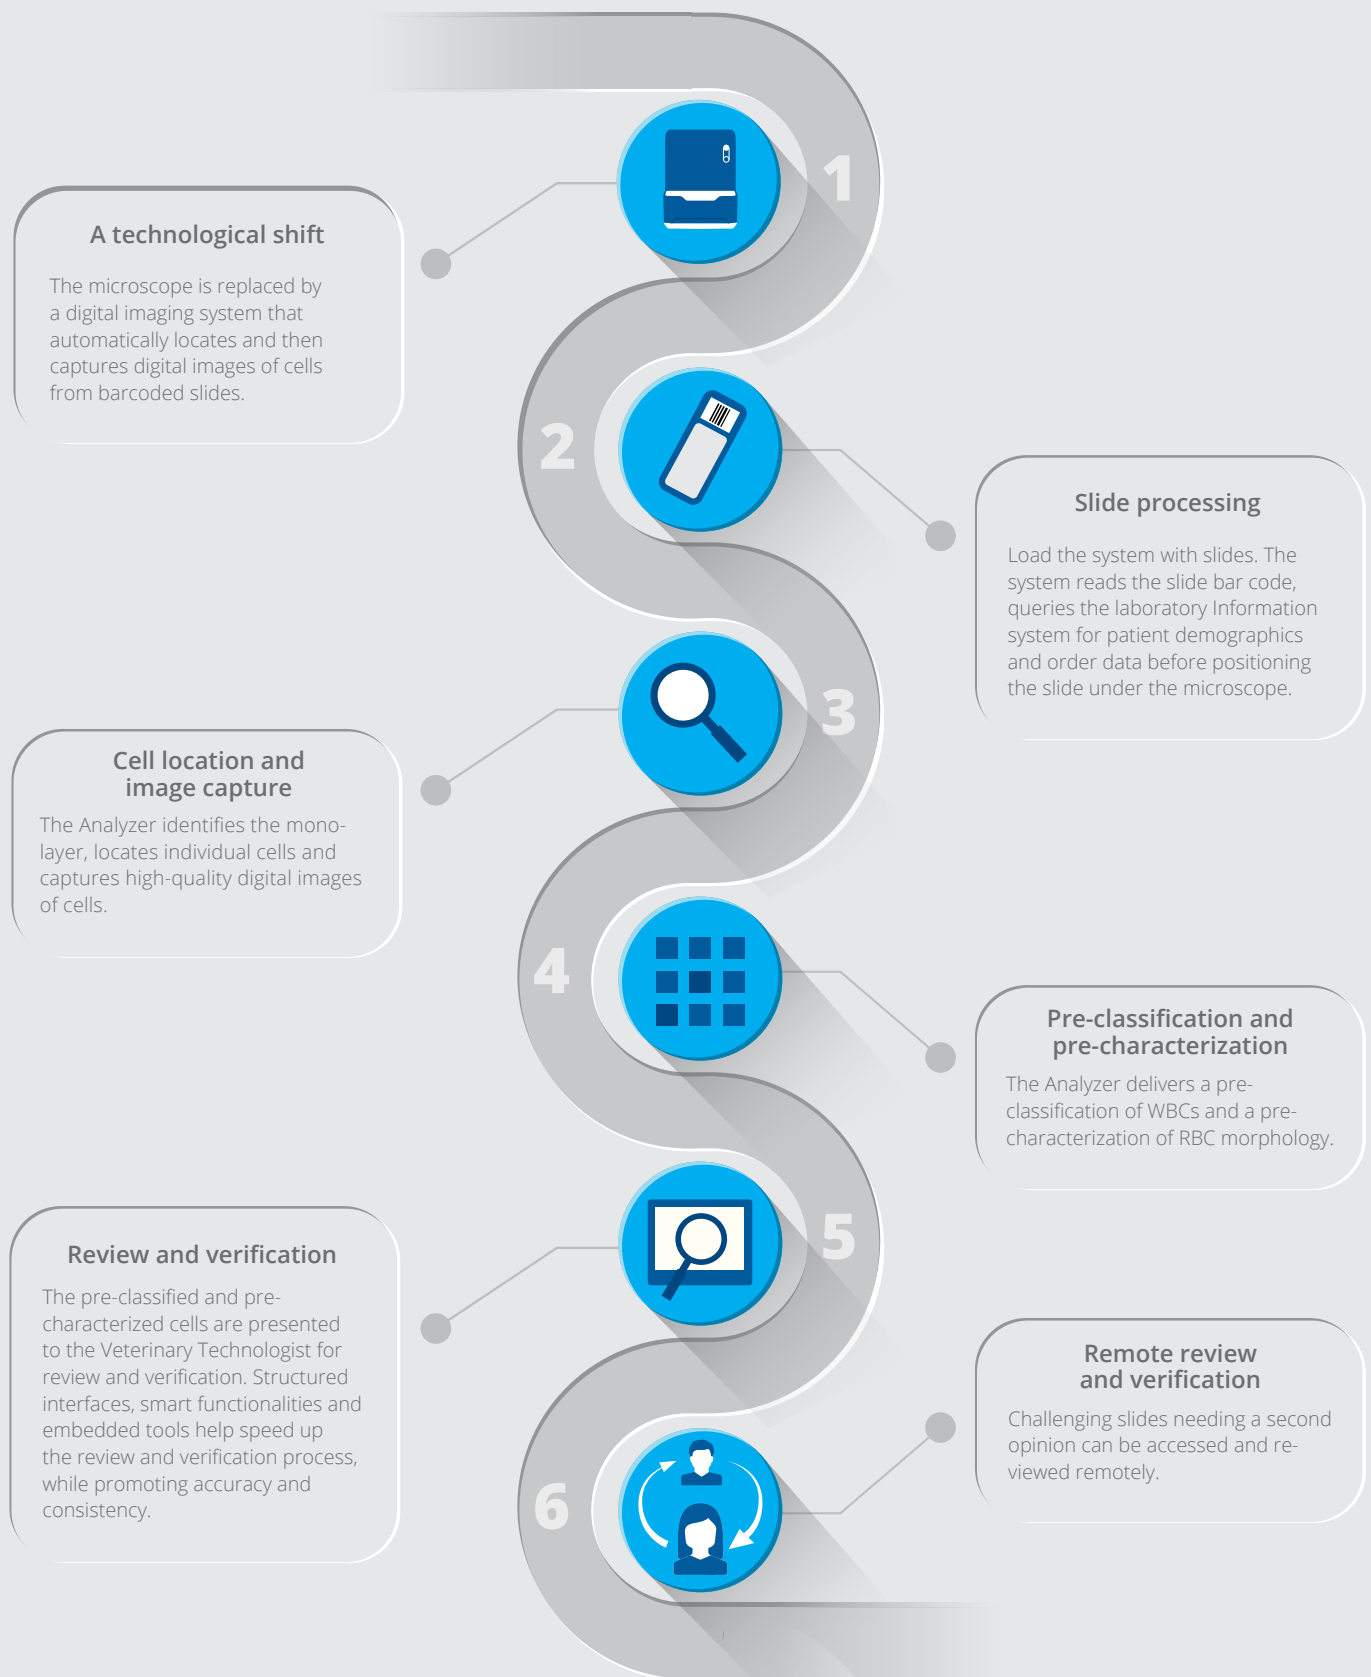 1
A technological shift
The microscope is replaced by
a digital imaging system that
automatically locates and then
captures digital images of cells
from barcoded slides.
2
Slide processing
Load the system with slides. The
system reads the slide bar code,
queries the laboratory Information
system for patient demographics
and order data before positioning
the slide under the microscope.
3
Cell location and
image capture
The Analyzer identifies the mono-
layer, locates individual cells and
captures high-quality digital images
of cells.
4
Pre-classification and
pre-characterization
The Analyzer delivers a pre-
classification of WBCs and a pre-
characterization of RBC morphology.
5
Review and verification
The pre-classified and pre-
characterized cells are presented
to the Veterinary Technologist for
review and verification. Structured
interfaces, smart functionalities and
embedded tools help speed up
the review and verification process,
while promoting accuracy and
consistency.
6
Remote review
and verification
Challenging slides needing a second
opinion can be accessed and re-
viewed remotely.